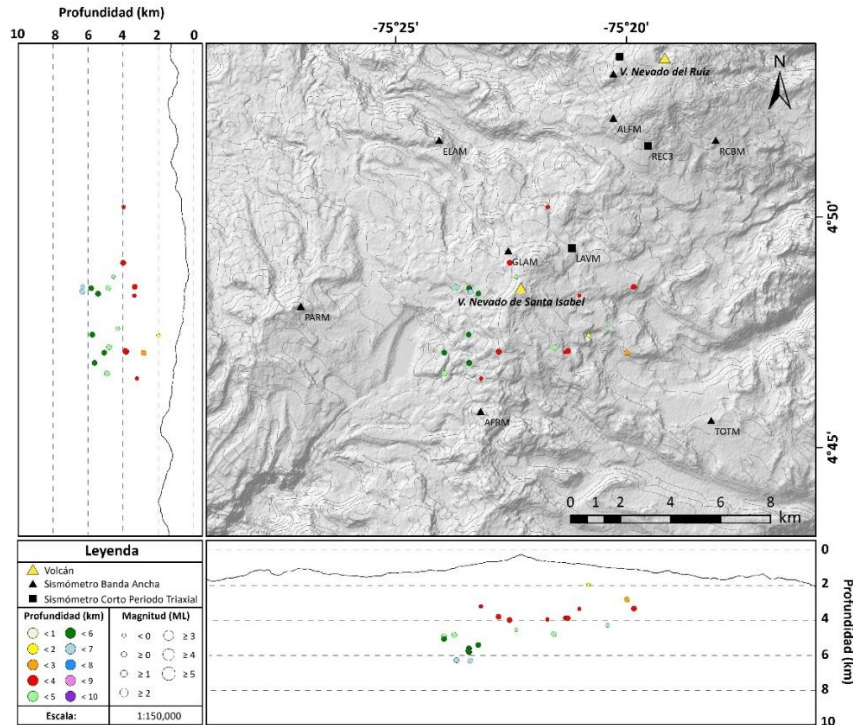 Profundidad (km)
10 8 6 4 2 0
-75°25' -75°20'
N
V. Nevado del Ruiz
ALFM
ELAM
REC3
RCBM
4°50'
LAVM
GLAM
V. Nevado de Santa Isabel
PARM
AFRM
TOTM
4°45'
0 1 2 4 6 8
km
Leyenda
Volcán
Sismómetro Banda Ancha
Sismómetro Corto Periodo Triaxial
Profundidad (km) Magnitud (ML)
< 1 < 6 < 0 ≥ 3
< 2 < 7 ≥ 0 ≥ 4
< 3 < 8 ≥ 1 ≥ 5
< 4 < 9 ≥ 2
< 5 < 10
Escala: 1:150,000
0
2
4
6
8
10
Profundidad (km)